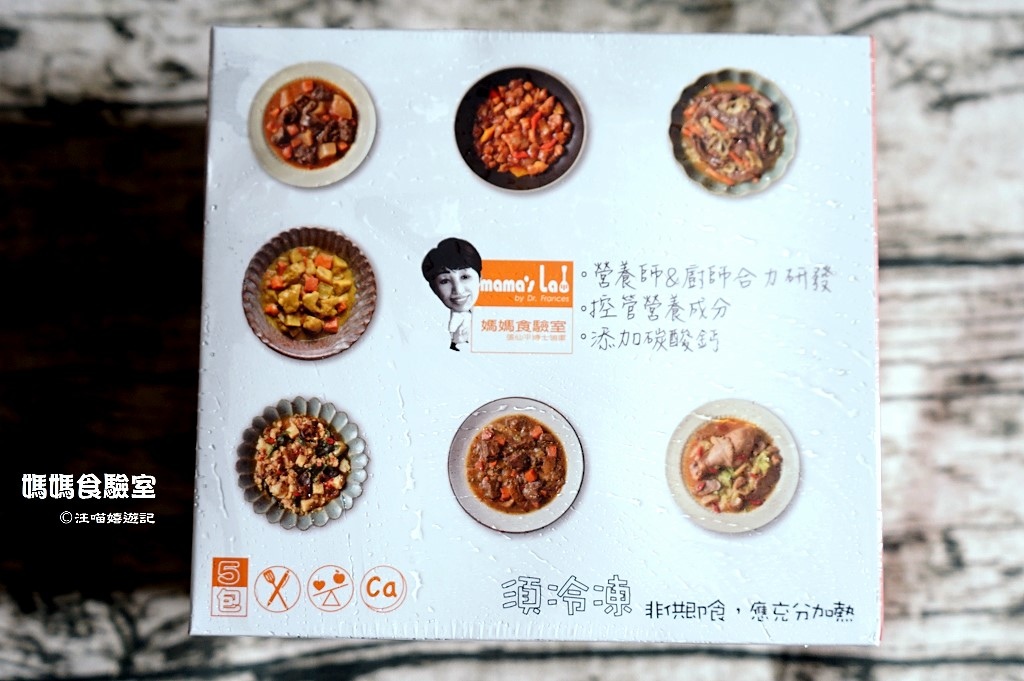 mama's Lab
by Dr. Frances
媽媽食驗室
°營養師&廚師合力研發
°控管營養成分
°添加碳酸鈣
媽媽食驗室
©汪喵嬉遊記
5包
Ca
須冷凍
非供即食，應充分加熱